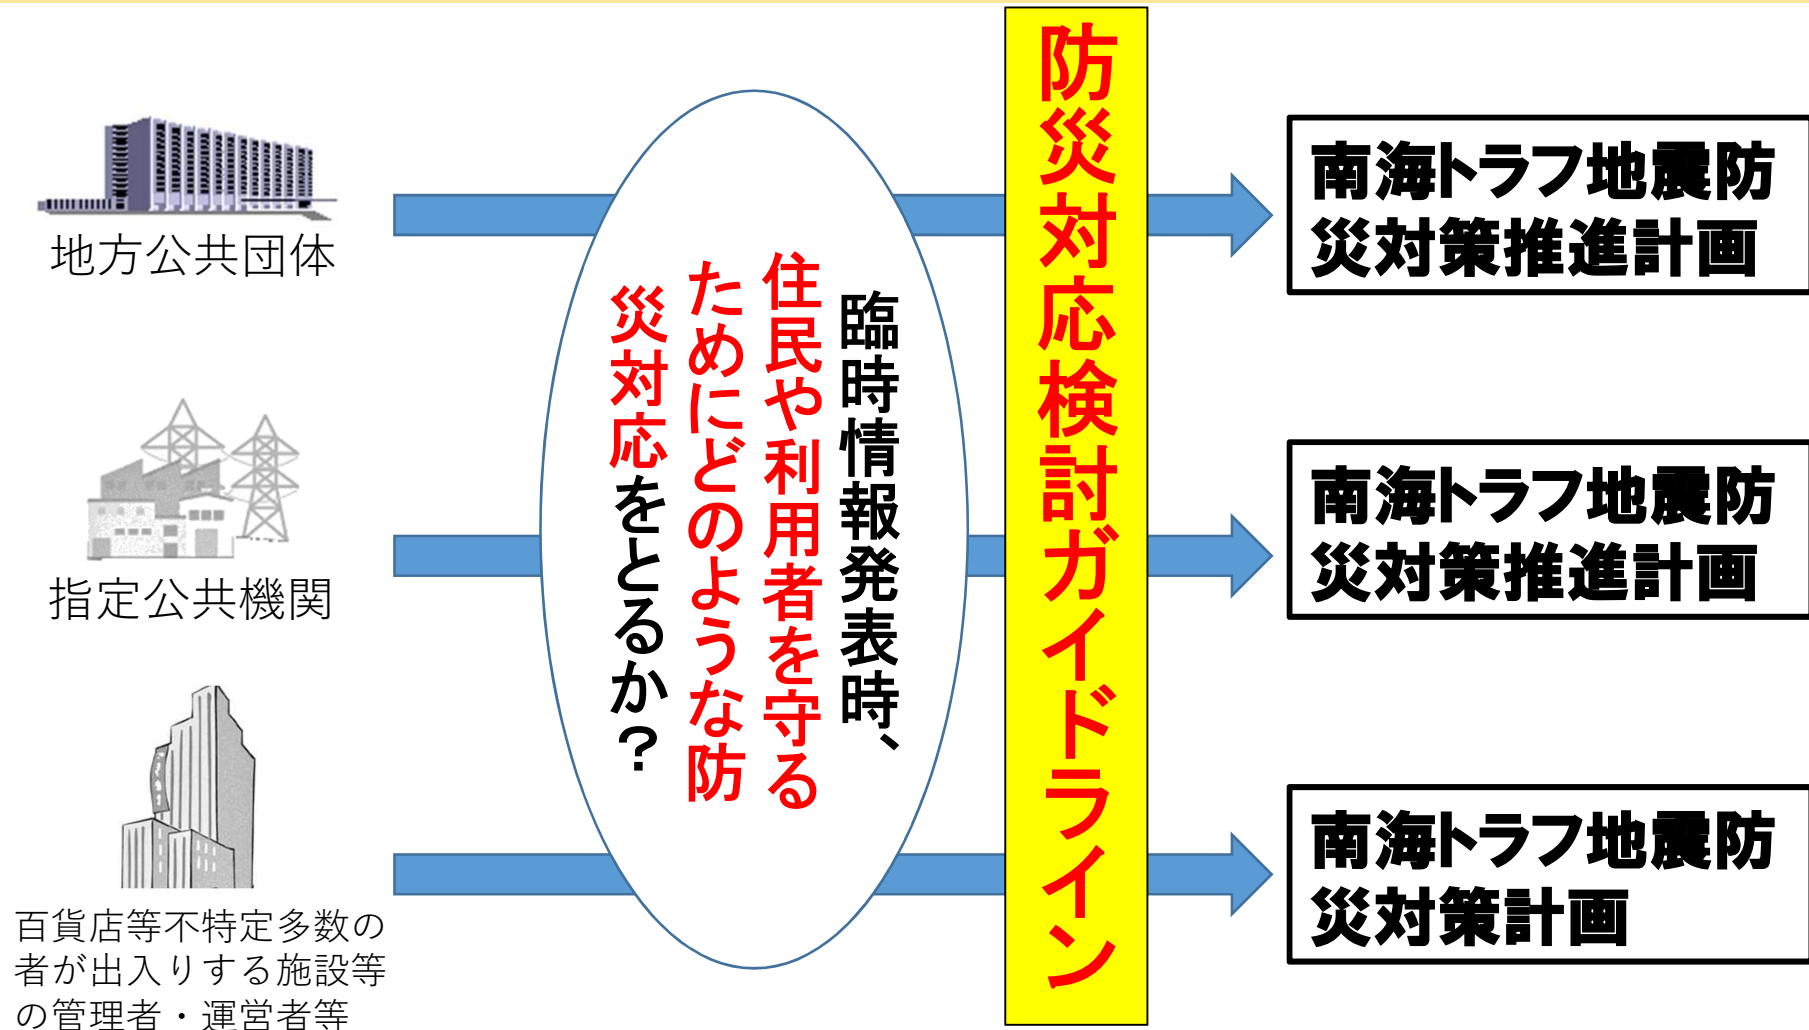 地方公共団体
指定公共機関
百貨店等不特定多数の
者が出入りする施設等
の管理者・運営者等
臨時情報発表時、
住民や利用者を守る
ためにどのような防
災対応をとるか？
防災対応検討ガイドライン
南海トラフ地震防
災対策推進計画
南海トラフ地震防
災対策推進計画
南海トラフ地震防
災対策計画